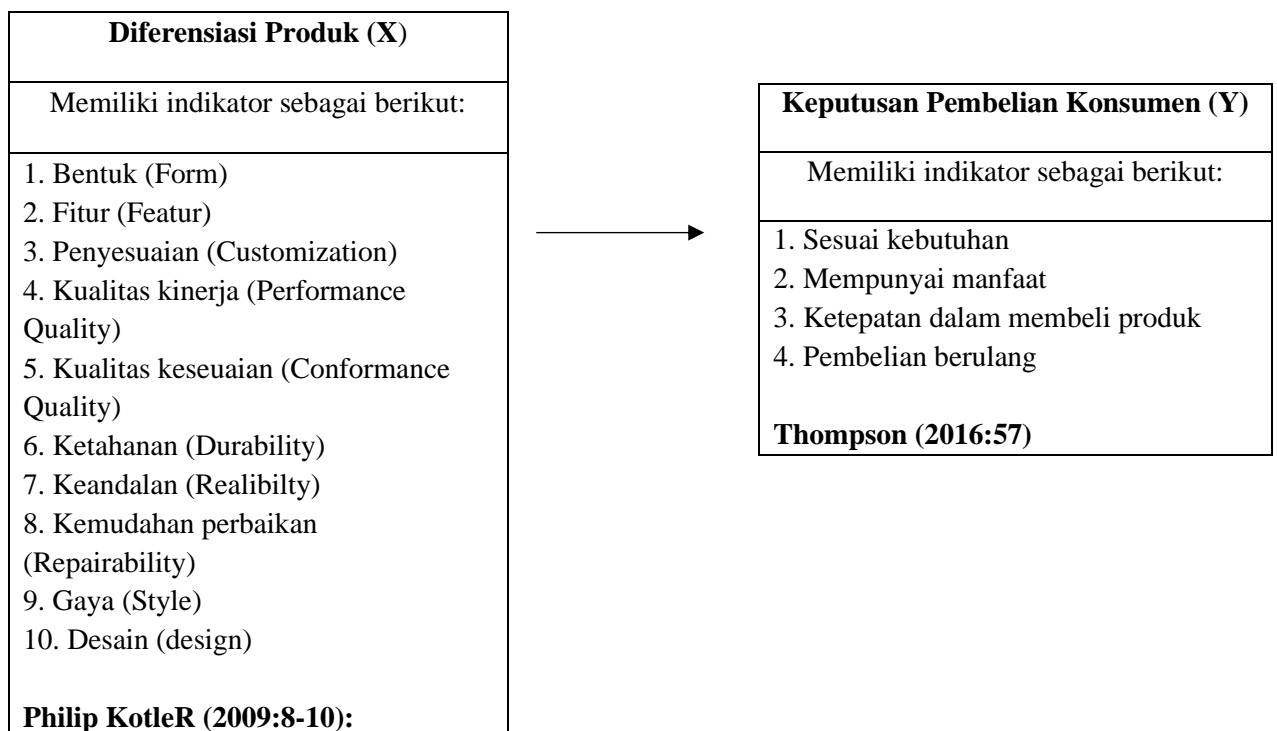 Diferensiasi Produk (X)
Memiliki indikator sebagai berikut:
1. Bentuk (Form)
2. Fitur (Featur)
3. Penyesuaian (Customization)
4. Kualitas kinerja (Performance
Quality)
5. Kualitas keseuaian (Conformance
Quality)
6. Ketahanan (Durability)
7. Keandalan (Realibilty)
8. Kemudahan perbaikan
(Repairability)
9. Gaya (Style)
10. Desain (design)
Philip KotleR (2009:8-10):
Keputusan Pembelian Konsumen (Y)
Memiliki indikator sebagai berikut:
1. Sesuai kebutuhan
2. Mempunyai manfaat
3. Ketepatan dalam membeli produk
4. Pembelian berulang
Thompson (2016:57)